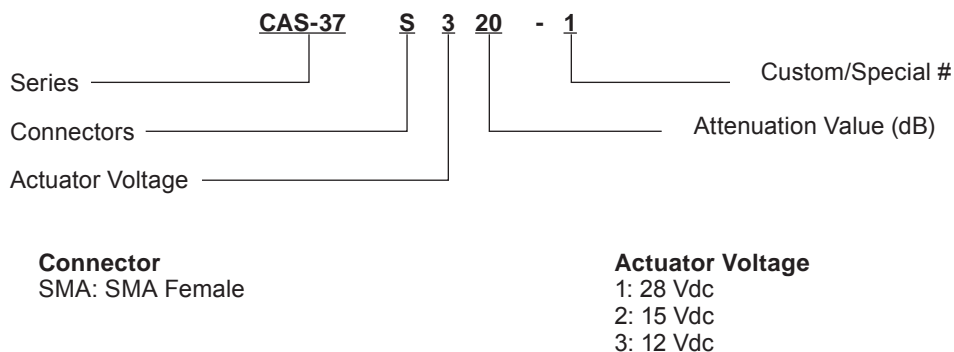 CAS-37 S 3 20 - 1
Series
Custom/Special #
Connectors
Attenuation Value (dB)
Actuator Voltage
Connector
SMA: SMA Female
Actuator Voltage
1: 28 Vdc
2: 15 Vdc
3: 12 Vdc